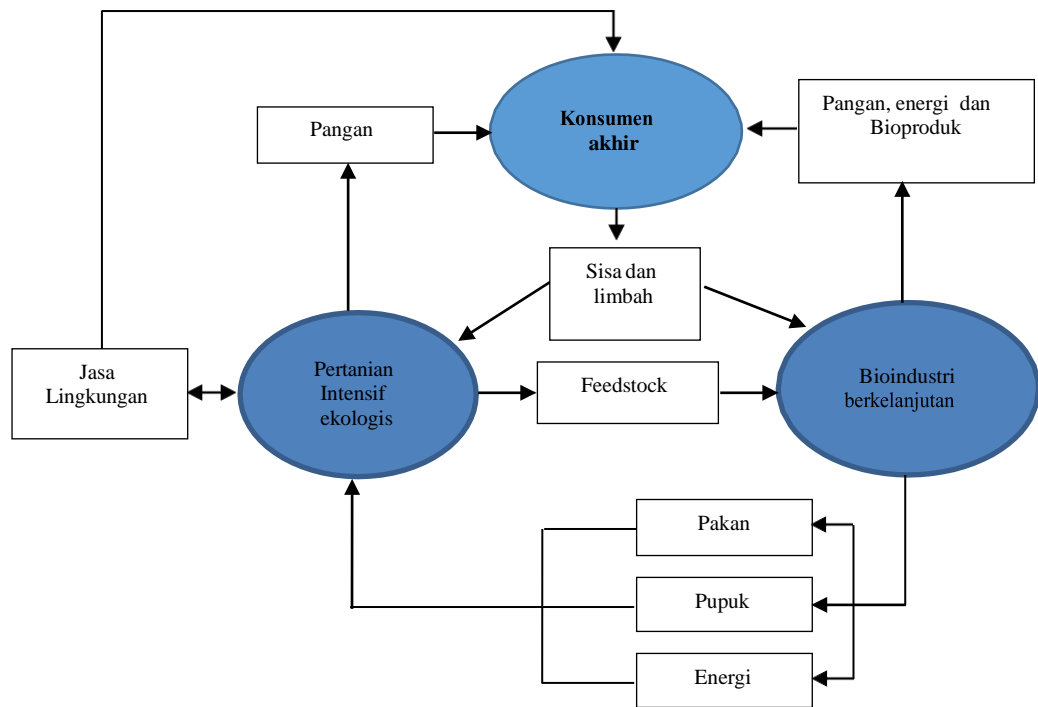 Pangan
Konsumen
akhir
Pangan, energi dan
Bioproduk
Sisa dan
limbah
Jasa
Lingkungan
Pertanian
Intensif
ekologis
Feedstock
Bioindustri
berkelanjutan
Pakan
Pupuk
Energi